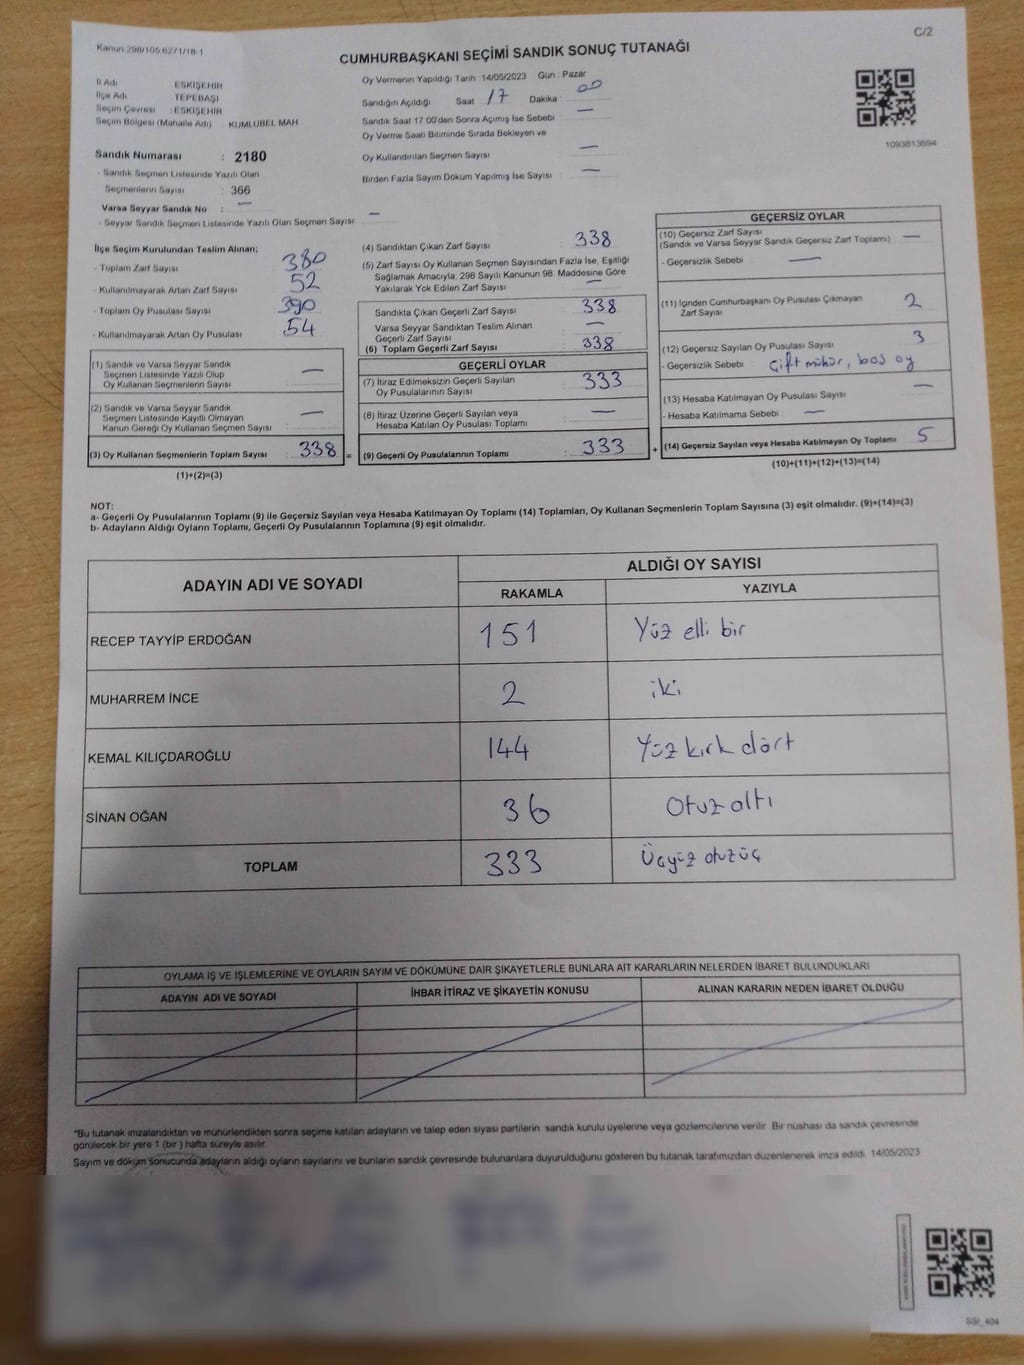 Kanun 298/105,62/1/18.1
C/2
CUMHURBAŞKANI SEÇİMİ SANDIK SONUÇ TUTANAĞI
İl Adı : ESKİŞEHİR
İlçe Adı : TEPEBAŞI
Seçim Çevresi : ESKİŞEHİR
Seçim Bölgesi (Mahalle Adı) : KUMLUBEL MAH
Sandık Numarası : 2180
- Sandık Seçmen Listesinde Yazılı Olan
Seçmenlerin Sayısı : 366
Varsa Seyyar Sandık No : —
- Seyyar Sandık Seçmen Listesinde Yazılı Olan Seçmen Sayısı : —
Oy Vermenin Yapıldığı Tarih : 14/05/2023 Gün : Pazar
Sandığın Açıldığı Saat : 17 Dakika : 00
Sandık Saat 17:00'den Sonra Açımış İse Sebebi : —
Oy Verme Saati Bitiminde Sırada Bekleyen ve
Oy Kullandırılan Seçmen Sayısı : —
Birden Fazla Sayım Döküm Yapılmış İse Sayısı : —
1093813694
İlçe Seçim Kurulundan Teslim Alınan;
- Toplam Zarf Sayısı : 380
- Kullanılmayarak Artan Zarf Sayısı : 52
- Toplam Oy Pusulası Sayısı : 390
- Kullanılmayarak Artan Oy Pusulası : 54
(1) Sandık ve Varsa Seyyar Sandık
Seçmen Listesinde Yazılı Olup
Oy Kullanan Seçmenlerin Sayısı : —
(2) Sandık ve Varsa Seyyar Sandık
Seçmen Listesinde Kayıtlı Olmayan
Kanun Gereği Oy Kullanan Seçmen Sayısı : —
(3) Oy Kullanan Seçmenlerin Toplam Sayısı : 338 =
(1)+(2)=(3)
(4) Sandıktan Çıkan Zarf Sayısı : 338
(5) Zarf Sayısı Oy Kullanan Seçmen Sayısından Fazla İse, Eşitliği
Sağlamak Amacıyla, 298 Sayılı Kanunun 98. Maddesine Göre
Yakılarak Yok Edilen Zarf Sayısı : —
Sandıkta Çıkan Geçerli Zarf Sayısı : 338
Varsa Seyyar Sandıktan Teslim Alınan
Geçerli Zarf Sayısı : —
(6) Toplam Geçerli Zarf Sayısı : 338
GEÇERLİ OYLAR
(7) İtiraz Edilmeksizin Geçerli Sayılan
Oy Pusulalarının Sayısı : 333
(8) İtiraz Üzerine Geçerli Sayılan veya
Hesaba Katılan Oy Pusulası Toplamı : —
(9) Geçerli Oy Pusulalarının Toplamı : 333 +
GEÇERSİZ OYLAR
(10) Geçersiz Zarf Sayısı
(Sandık ve Varsa Seyyar Sandık Geçersiz Zarf Toplamı) —
- Geçersizlik Sebebi : —
(11) İçinden Cumhurbaşkanı Oy Pusulası Çıkmayan
Zarf Sayısı : 2
(12) Geçersiz Sayılan Oy Pusulası Sayısı : 3
- Geçersizlik Sebebi : Çift mühür, boş oy
(13) Hesaba Katılmayan Oy Pusulası Sayısı : —
- Hesaba Katılmama Sebebi : —
(14) Geçersiz Sayılan veya Hesaba Katılmayan Oy Toplamı 5
(10)+(11)+(12)+(13)=(14)
NOT:
a- Geçerli Oy Pusulalarının Toplamı (9) ile Geçersiz Sayılan veya Hesaba Katılmayan Oy Toplamı (14) Toplamları, Oy Kullanan Seçmenlerin Toplam Sayısına (3) eşit olmalıdır. (9)+(14)=(3)
b- Adayların Aldığı Oyların Toplamı, Geçerli Oy Pusulalarının Toplamına (9) eşit olmalıdır.
ADAYIN ADI VE SOYADI
ALDIĞI OY SAYISI
RAKAMLA YAZIYLA
RECEP TAYYİP ERDOĞAN 151 Yüz elli bir
MUHARREM İNCE 2 iki
KEMAL KILIÇDAROĞLU 144 Yüz kırk dört
SİNAN OĞAN 36 Otuz altı
TOPLAM 333 Üçyüz otuzüç
OYLAMA İŞ VE İŞLEMLERİNE VE OYLARIN SAYIM VE DÖKÜMÜNE DAİR ŞİKAYETLERLE BUNLARA AİT KARARLARIN NELERDEN İBARET BULUNDUKLARI
ADAYIN ADI VE SOYADI İHBAR İTİRAZ VE ŞİKAYETİN KONUSU ALINAN KARARIN NEDEN İBARET OLDUĞU
*Bu tutanak imzalandıktan ve mühürlendikten sonra seçime katılan adayların ve talep eden siyasi partilerin sandık kurulu üyelerine veya gözlemcilerine verilir. Bir nüshası da sandık çevresinde
görülecek bir yere 1 (bir ) hafta süreyle asılır.
Sayım ve döküm sonucunda adayların aldığı oyların sayılarını ve bunların sandık çevresinde bulunanlara duyurulduğunu gösteren bu tutanak tarafımızdan düzenlenerek imza edildi. 14/05/2023
SSI_404